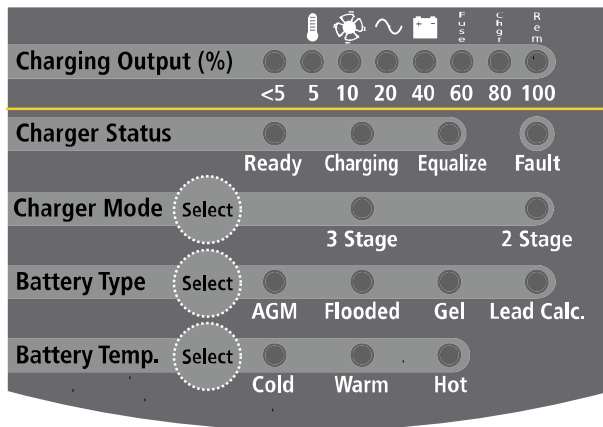 Fuse Chgr Rem
Charging Output (%)
<5 5 10 20 40 60 80 100
Charger Status
Ready Charging Equalize Fault
Charger Mode Select
3 Stage 2 Stage
Battery Type Select
AGM Flooded Gel Lead Calc.
Battery Temp. Select
Cold Warm Hot